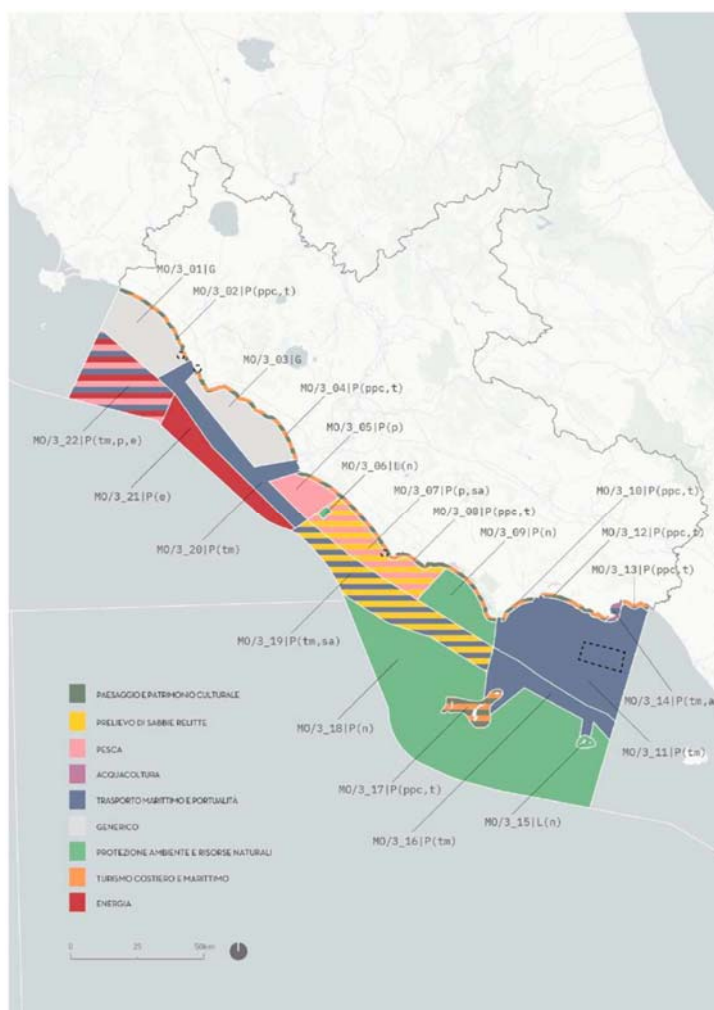 MO/3_01|G
MO/3_02|P(ppc,t)
MO/3_03|G
MO/3_04|P(ppc,t)
MO/3_05|P(p)
MO/3_06|L(n)
MO/3_07|P(p,sa)
MO/3_10|P(ppc,t)
MO/3_08|P(ppc,t)
MO/3_12|P(ppc,t)
MO/3_09|P(n)
MO/3_13|P(ppc,t)
MO/3_22|P(tm,p,e)
MO/3_21|P(e)
MO/3_20|P(tm)
MO/3_19|P(tm,sa)
MO/3_14|P(tm,a
MO/3_18|P(n)
MO/3_11|P(tm)
MO/3_17|P(ppc,t)
MO/3_15|L(n)
MO/3_16|P(tm)
PAESAGGIO E PATRIMONIO CULTURALE
PRELIEVO DI SABBIE RELITTE
PESCA
ACQUACOLTURA
TRASPORTO MARITTIMO E PORTUALITÀ
GENERICO
PROTEZIONE AMBIENTE E RISORSE NATURALI
TURISMO COSTIERO E MARITTIMO
ENERGIA
0 25 50km